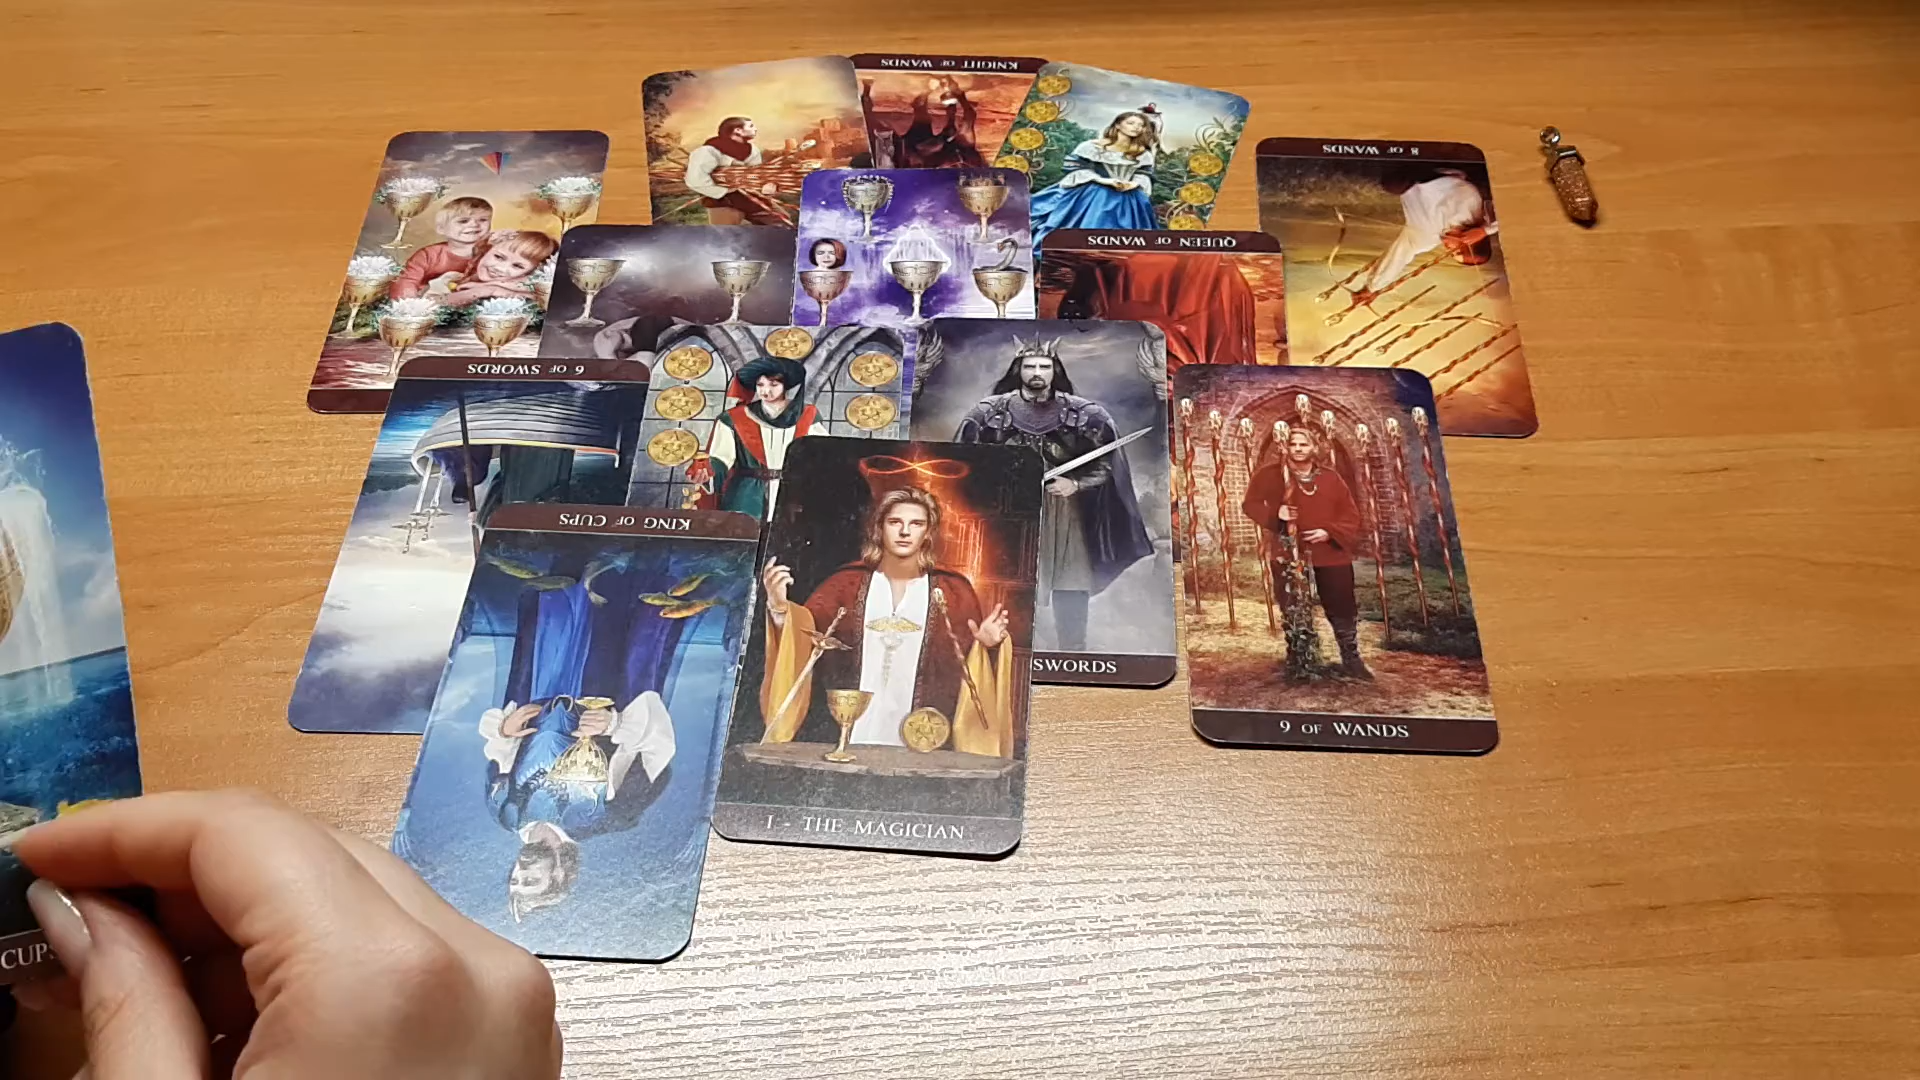 KNIGHT OF WANDS
8 OF WANDS
QUEEN OF WANDS
6 OF SWORDS
KING OF CUPS
SWORDS
9 OF WANDS
I - THE MAGICIAN
CUPS